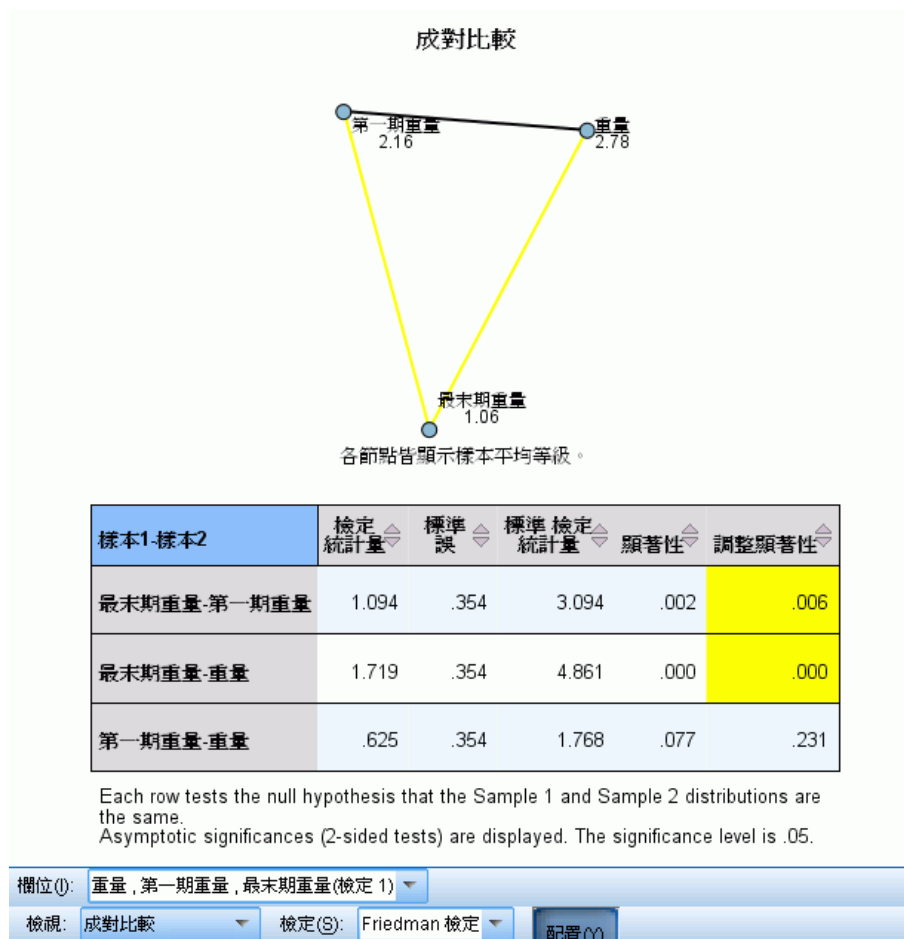 成對比較
第一期重量
2.16
重量
2.78
最末期重量
1.06
各節點皆顯示樣本平均等級。
樣本1-樣本2 檢定統計量 標準誤 標準 檢定統計量 顯著性 調整顯著性
最末期重量-第一期重量 1.094 .354 3.094 .002 .006
最末期重量-重量 1.719 .354 4.861 .000 .000
第一期重量-重量 .625 .354 1.768 .077 .231
Each row tests the null hypothesis that the Sample 1 and Sample 2 distributions are
the same.
Asymptotic significances (2-sided tests) are displayed. The significance level is .05.
欄位(I): 重量 , 第一期重量 , 最末期重量(檢定 1)
檢視: 成對比較 檢定(S): Friedman 檢定 配置(Y)